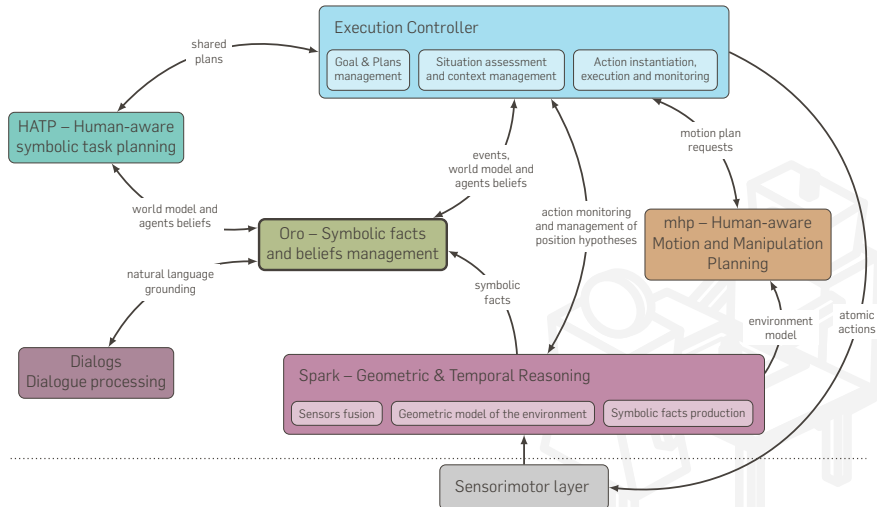 Execution Controller
Goal & Plans
management
Situation assessment
and context management
Action instantiation,
execution and monitoring
shared
plans
HATP – Human-aware
symbolic task planning
motion plan
requests
events,
world model and
agents beliefs
world model and
agents beliefs
action monitoring
and management of
position hypotheses
Oro – Symbolic facts
and beliefs management
mhp – Human-aware
Motion and Manipulation
Planning
natural language
grounding
symbolic
facts
environment
model
atomic
actions
Dialogs
Dialogue processing
Spark – Geometric & Temporal Reasoning
Sensors fusion
Geometric model of the environment
Symbolic facts production
Sensorimotor layer